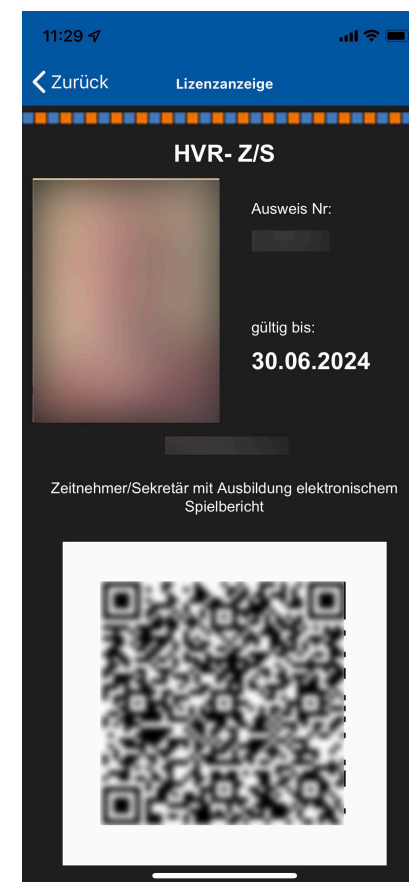 11:29
Zurück
Lizenzanzeige
HVR- Z/S
Ausweis Nr:
gültig bis:
30.06.2024
Zeitnehmer/Sekretär mit Ausbildung elektronischem
Spielbericht